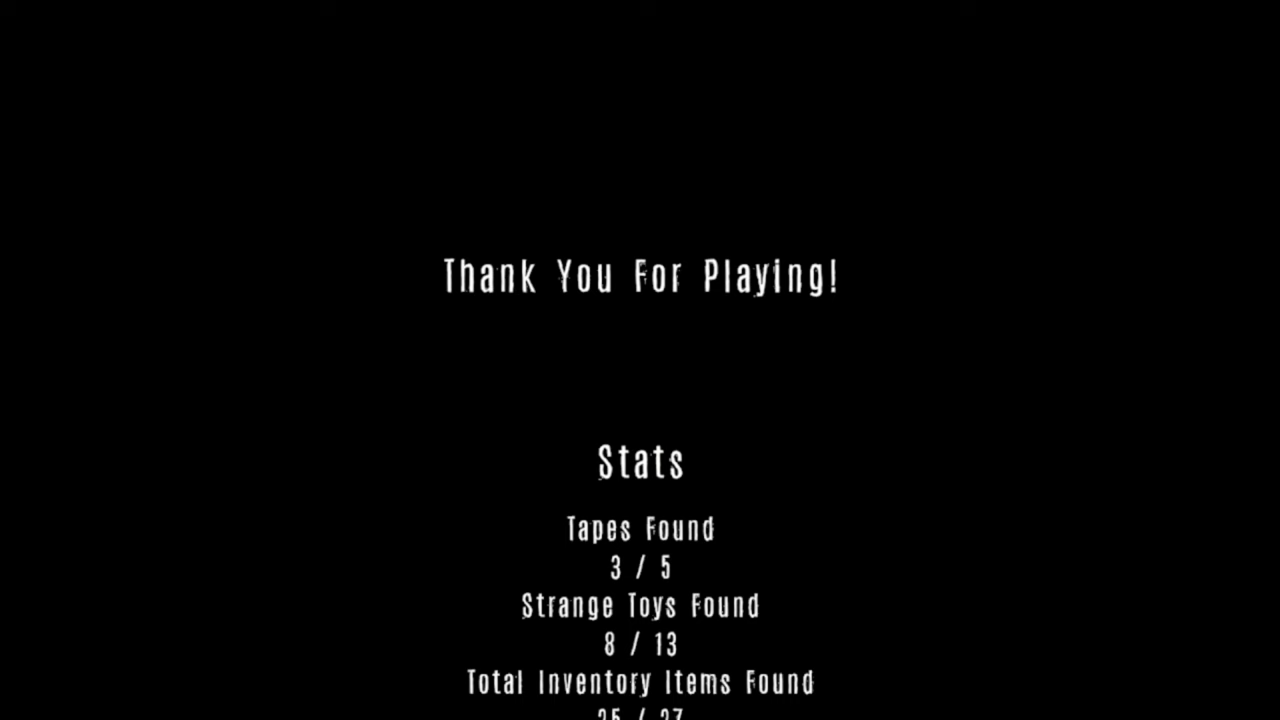 Thank You For Playing!
Stats
Tapes Found
3 / 5
Strange Toys Found
8 / 13
Total Inventory Items Found